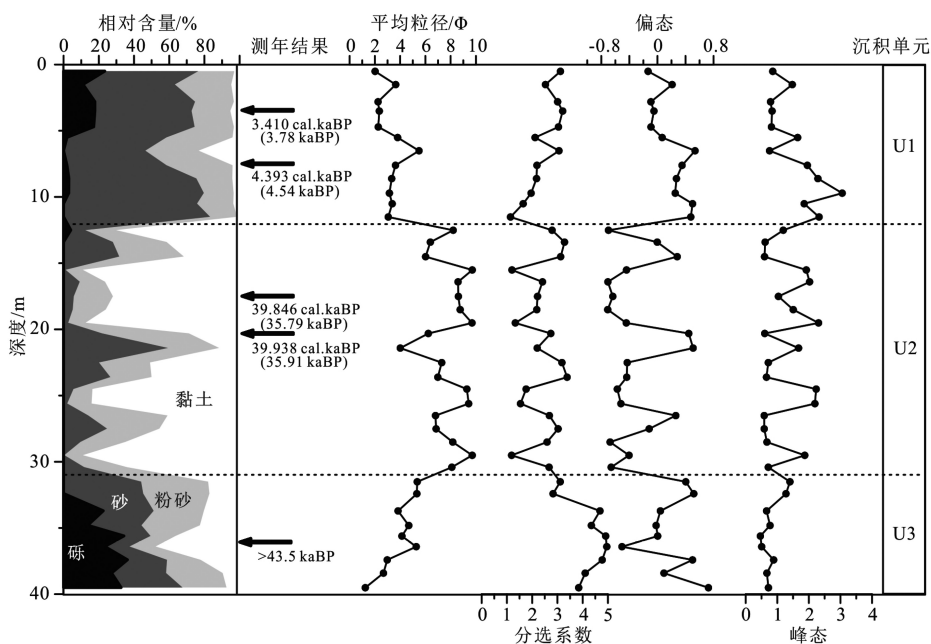 相对含量/%
测年结果
平均粒径/Φ
偏态
沉积单元
0 20 40 60 80
0 2 4 6 8 10
-0.8 0 0.8
0
10
20
30
40
深度/m
3.410 cal.kaBP
(3.78 kaBP)
4.393 cal.kaBP
(4.54 kaBP)
U1
39.846 cal.kaBP
(35.79 kaBP)
39.938 cal.kaBP
(35.91 kaBP)
U2
黏土
砂
粉砂
砾
>43.5 kaBP
U3
0 1 2 3 4 5
分选系数
0 1 2 3 4
峰态